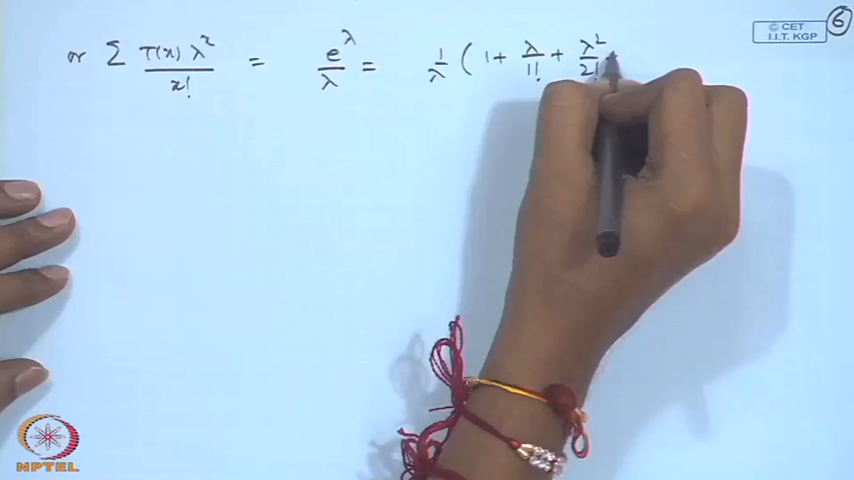 or Σ T(x) λ^x / x! = e^λ / λ = 1/λ ( 1 + λ/1! + λ²/2! +
© CET
I.I.T. KGP
6
NPTEL